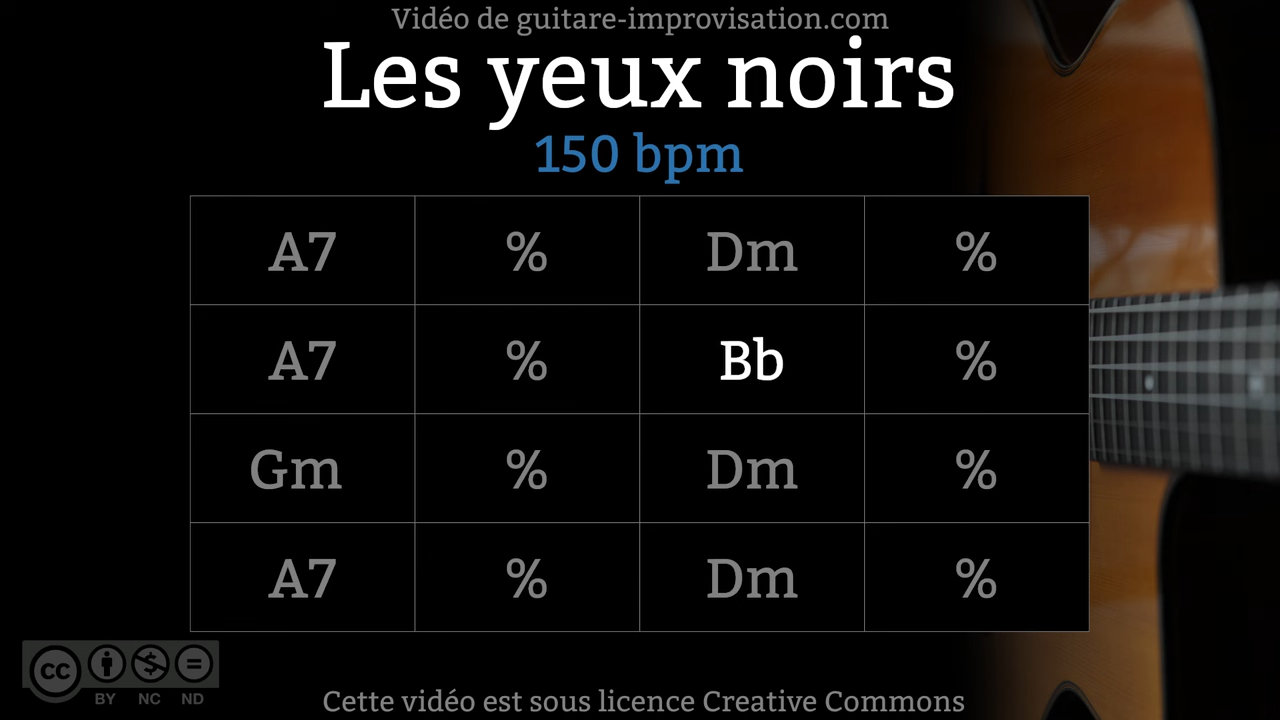 Vidéo de guitare-improvisation.com
Les yeux noirs
150 bpm
A7 % Dm %
A7 % Bb %
Gm % Dm %
A7 % Dm %
cc BY NC ND
Cette vidéo est sous licence Creative Commons